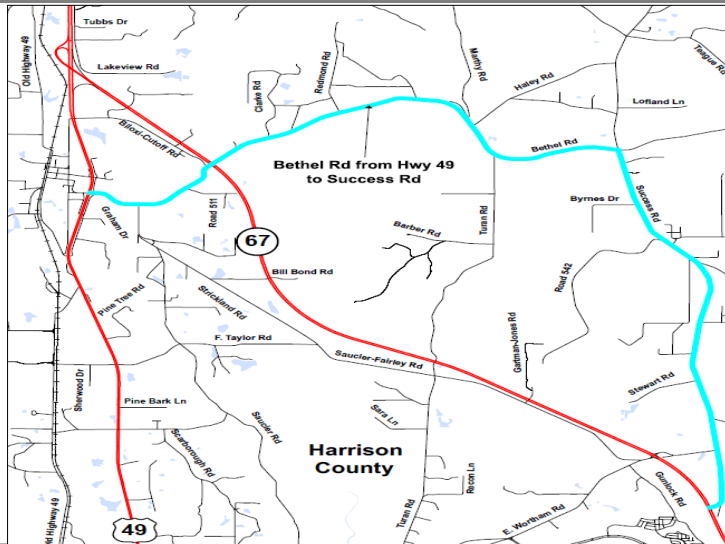 Tubbs Dr
Old Highway 49
Lakeview Rd
Clarke Rd
Redmond Rd
Marthy Rd
Haley Rd
Teague Rd
Lofland Ln
Biloxi-Cutoff Rd
Bethel Rd
Bethel Rd from Hwy 49
to Success Rd
Graham Dr
Road 511
Turan Rd
Byrnes Dr
Success Rd
Barber Rd
67
Bill Bond Rd
Road 542
Pine Tree Rd
Strickland Rd
F. Taylor Rd
Saucier-Fairley Rd
Gartman-Jones Rd
Sherwood Dr
Stewart Rd
Pine Bark Ln
Sara Ln
Saucier Rd
Scarborough Rd
Harrison
County
Recon Ln
Gunlock Rd
Turan Rd
E. Wortham Rd
ld Highway 49
49